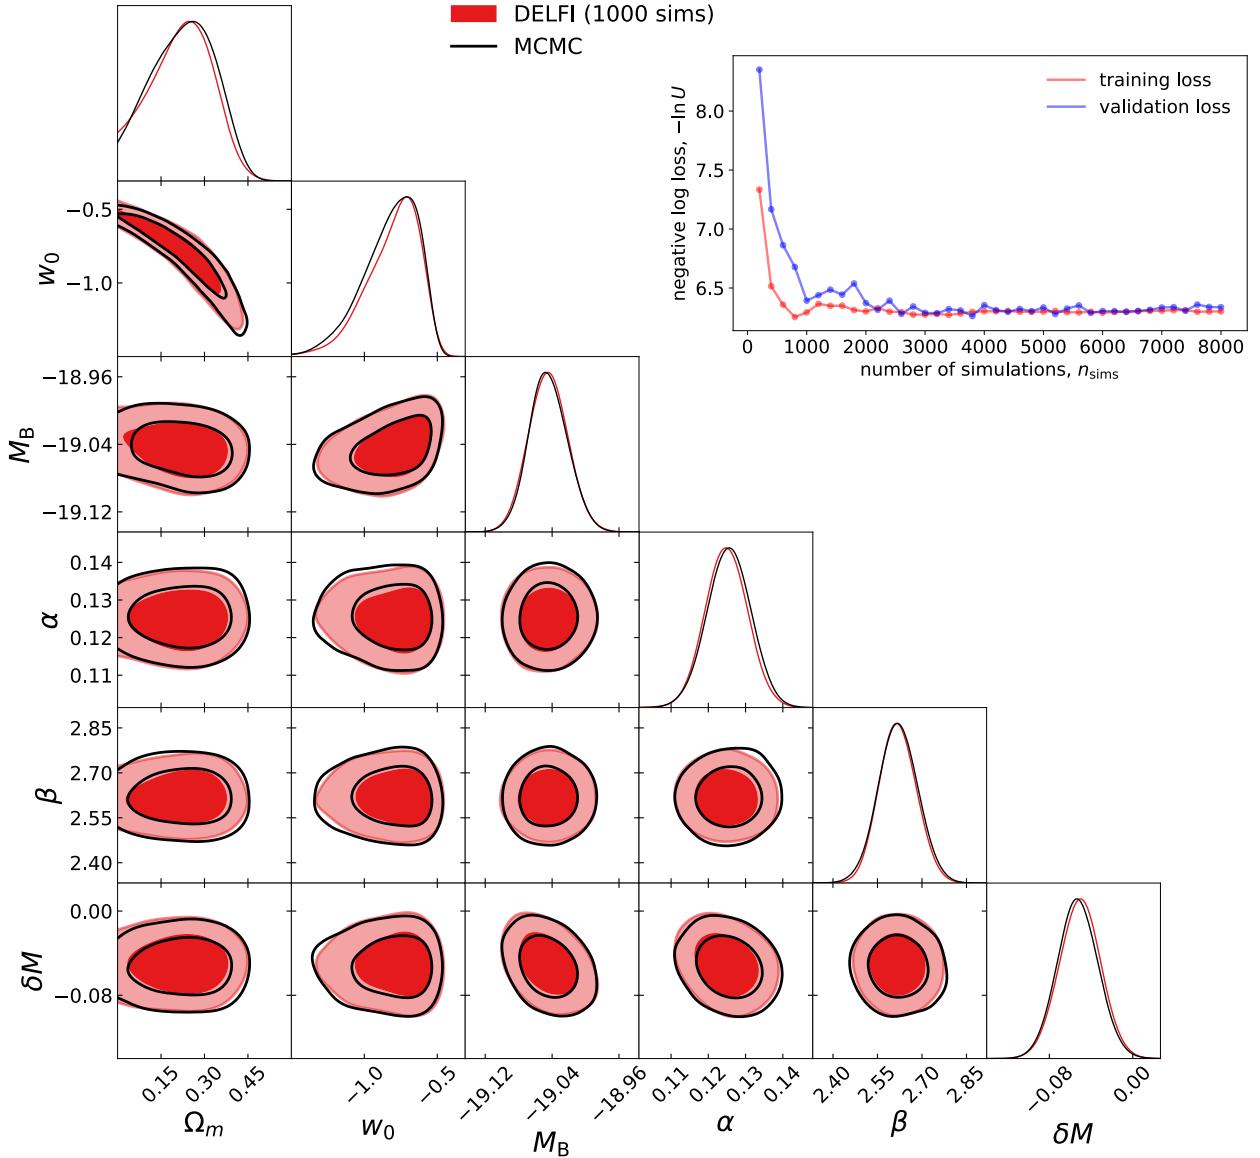 DELFI (1000 sims)
MCMC
training loss
validation loss
negative log loss, −ln U
8.0
7.5
7.0
6.5
0 1000 2000 3000 4000 5000 6000 7000 8000
number of simulations, n_sims
w_0
−0.5
−1.0
M_B
−18.96
−19.04
−19.12
α
0.14
0.13
0.12
0.11
β
2.85
2.70
2.55
2.40
δM
0.00
−0.08
0.15 0.30 0.45 −1.0 −0.5 −19.12 −19.04 −18.96 0.11 0.12 0.13 0.14 2.40 2.55 2.70 2.85 −0.08 0.00
Ω_m w_0 M_B α β δM